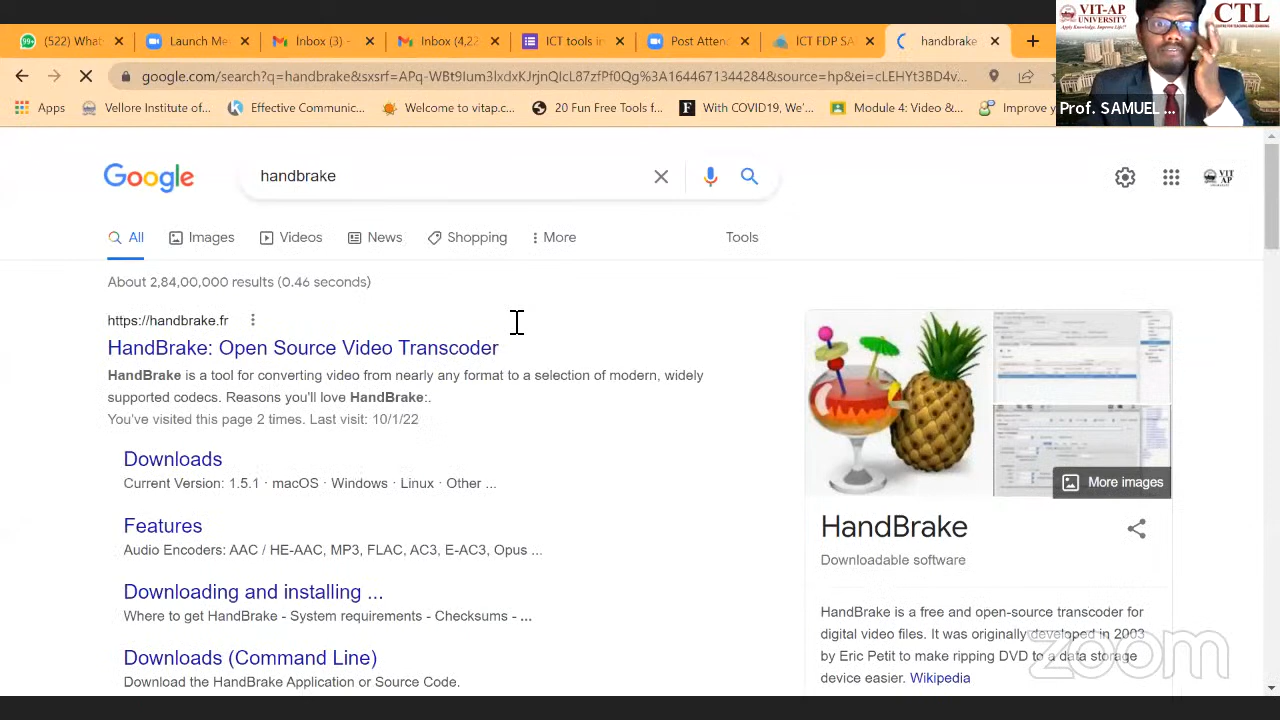 (522) What
Launch Me
Inbox (3) -
Inbox (42)
ICT tools in
Post Attend
ICT FDP SA
handbrake
google.com/search?q=handbrake&sxsrf=APq-WBt9Ium3lxdxKJrjnQIcL87zfPf0Qg%3A1644671344284&source=hp&ei=cLEHYt3BD4v...
Apps
Vellore Institute of...
Effective Communic...
Welcome to vitap.c...
20 Fun Free Tools f...
With COVID19, We'...
Module 4: Video &...
Improve y
VIT-AP
UNIVERSITY
Apply Knowledge, Improve Life!
CTL
Prof. SAMUEL ...
Google
handbrake
VIT
AP
All
Images
Videos
News
Shopping
More
Tools
About 2,84,00,000 results (0.46 seconds)
https://handbrake.fr
HandBrake: Open Source Video Transcoder
HandBrake is a tool for converting video from nearly any format to a selection of modern, widely
supported codecs. Reasons you'll love HandBrake:.
You've visited this page 2 times. Last visit: 10/1/22
Downloads
Current Version: 1.5.1 · macOS · Windows · Linux · Other ...
Features
Audio Encoders: AAC / HE-AAC, MP3, FLAC, AC3, E-AC3, Opus ...
Downloading and installing ...
Where to get HandBrake - System requirements - Checksums - ...
Downloads (Command Line)
Download the HandBrake Application or Source Code.
More images
HandBrake
Downloadable software
HandBrake is a free and open-source transcoder for
digital video files. It was originally developed in 2003
by Eric Petit to make ripping DVD to a data storage
device easier. Wikipedia
zoom